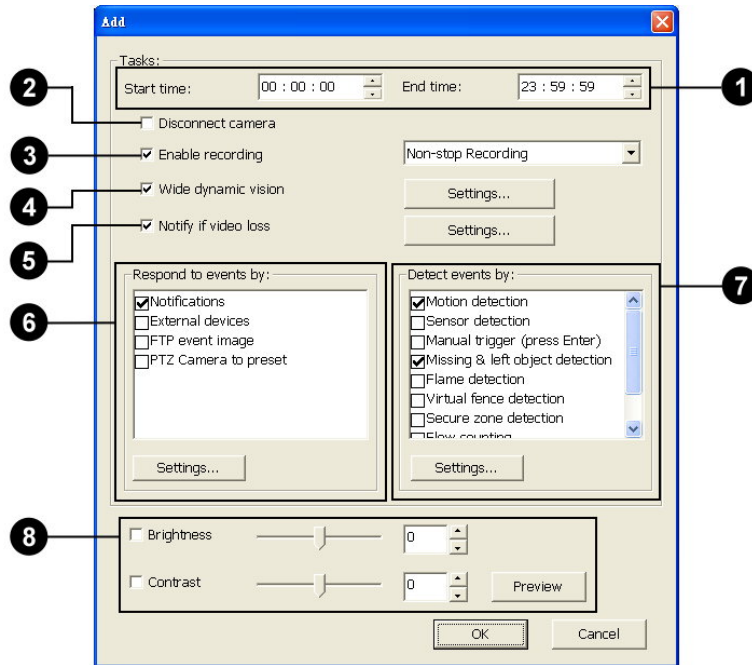 Add
Tasks:
Start time: 00 : 00 : 00 End time: 23 : 59 : 59 1
2 Disconnect camera
3 Enable recording Non-stop Recording
4 Wide dynamic vision Settings...
5 Notify if video loss Settings...
Respond to events by: Detect events by:
Notifications Motion detection 7
6 External devices Sensor detection
FTP event image Manual trigger (press Enter)
PTZ Camera to preset Missing & left object detection
Flame detection
Virtual fence detection
Secure zone detection
Flow counting
Settings... Settings...
8 Brightness 0
Contrast 0 Preview
OK Cancel